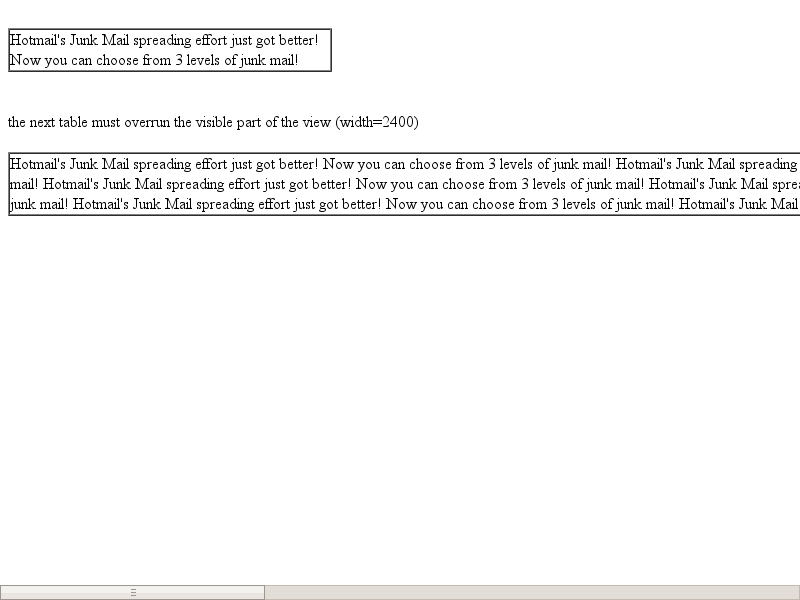 Hotmail's Junk Mail spreading effort just got better!
Now you can choose from 3 levels of junk mail!
the next table must overrun the visible part of the view (width=2400)
Hotmail's Junk Mail spreading effort just got better! Now you can choose from 3 levels of junk mail! Hotmail's Junk Mail spreading
mail! Hotmail's Junk Mail spreading effort just got better! Now you can choose from 3 levels of junk mail! Hotmail's Junk Mail sprea
junk mail! Hotmail's Junk Mail spreading effort just got better! Now you can choose from 3 levels of junk mail! Hotmail's Junk Mail